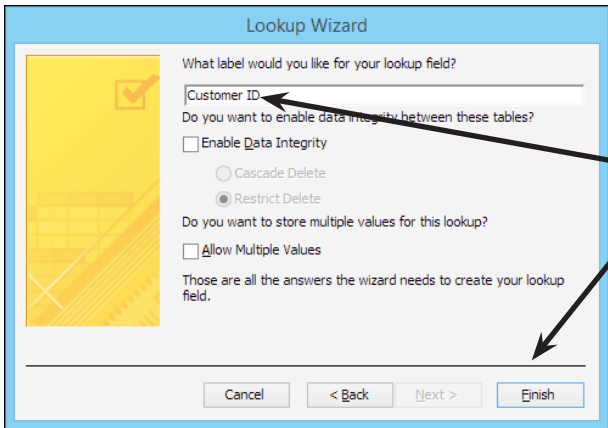 Lookup Wizard
What label would you like for your lookup field?
Customer ID
Do you want to enable data integrity between these tables?
Enable Data Integrity
Cascade Delete
Restrict Delete
Do you want to store multiple values for this lookup?
Allow Multiple Values
Those are all the answers the wizard needs to create your lookup
field.
Cancel < Back Next > Finish